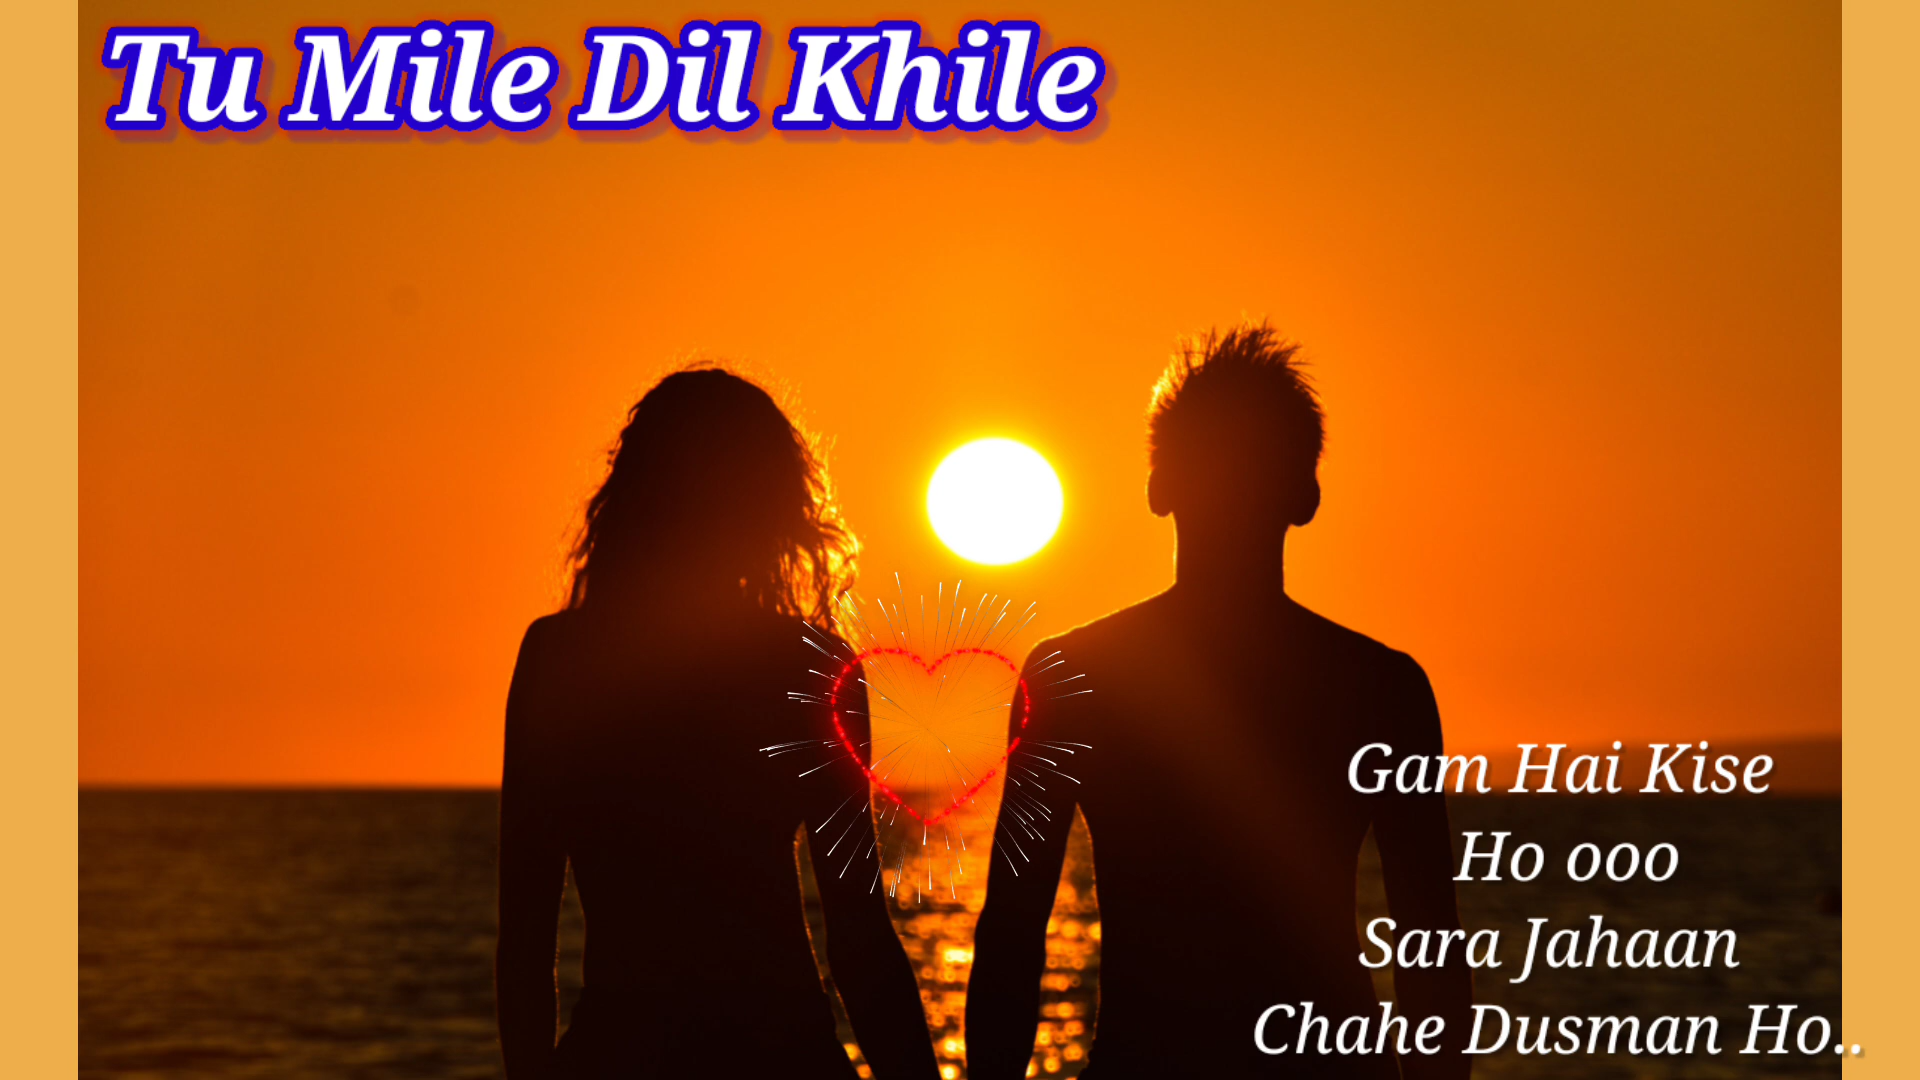 Tu Mile Dil Khile
Gam Hai Kise
Ho ooo
Sara Jahaan
Chahe Dusman Ho..